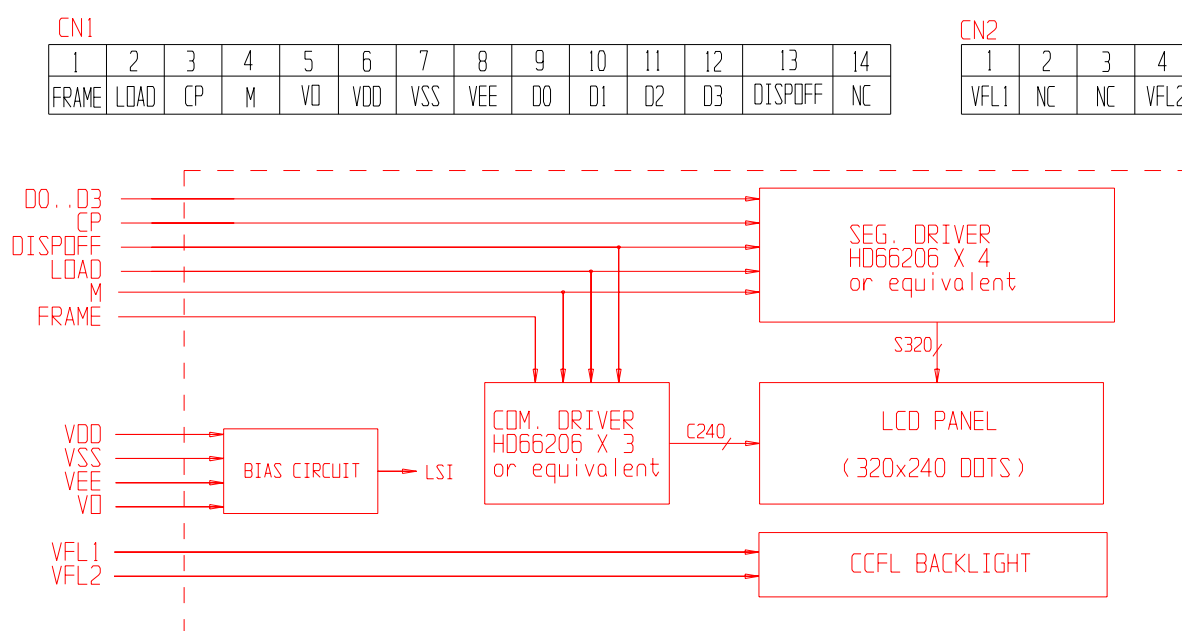 CN1
1 2 3 4 5 6 7 8 9 10 11 12 13 14
FRAME LOAD CP M VO VDD VSS VEE D0 D1 D2 D3 DISPOFF NC
CN2
1 2 3 4
VFL1 NC NC VFL2
D0..D3
CP
DISPOFF
LOAD
M
FRAME
SEG. DRIVER
HD66206 X 4
or equivalent
S320
COM. DRIVER
HD66206 X 3
or equivalent
C240
LCD PANEL
(320x240 DOTS)
VDD
VSS
VEE
VO
BIAS CIRCUIT
LSI
VFL1
VFL2
CCFL BACKLIGHT